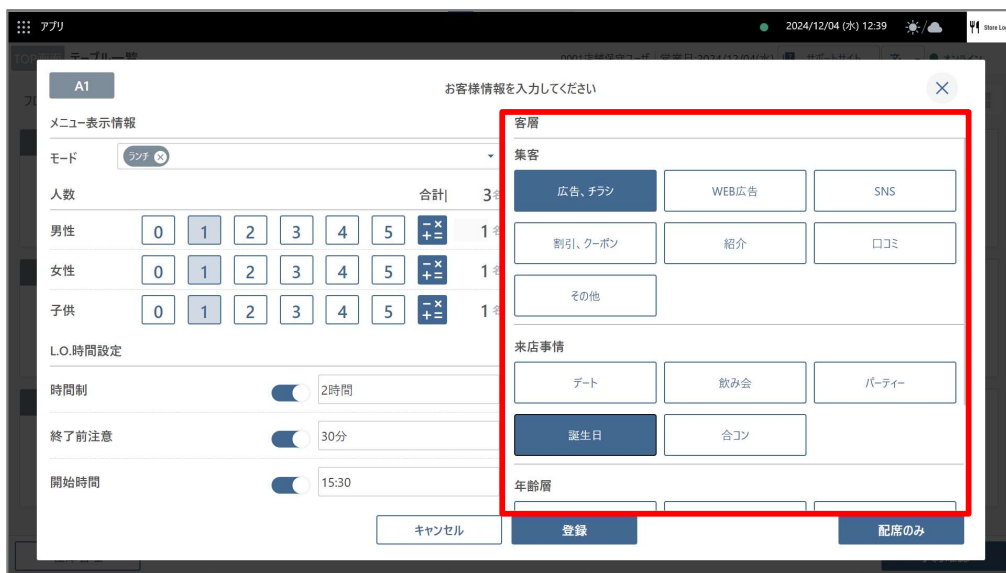 アプリ
2024/12/04 (水) 12:39
Store Lo
テーブル一覧
A1
お客様情報を入力してください
メニュー表示情報
モード
ランチ
人数
合計|
3名
男性
0 1 2 3 4 5
1名
女性
0 1 2 3 4 5
1名
子供
0 1 2 3 4 5
1名
L.O.時間設定
時間制
2時間
終了前注意
30分
開始時間
15:30
客層
集客
広告、チラシ
WEB広告
SNS
割引、クーポン
紹介
口コミ
その他
来店事情
デート
飲み会
パーティー
誕生日
合コン
年齢層
キャンセル
登録
配席のみ